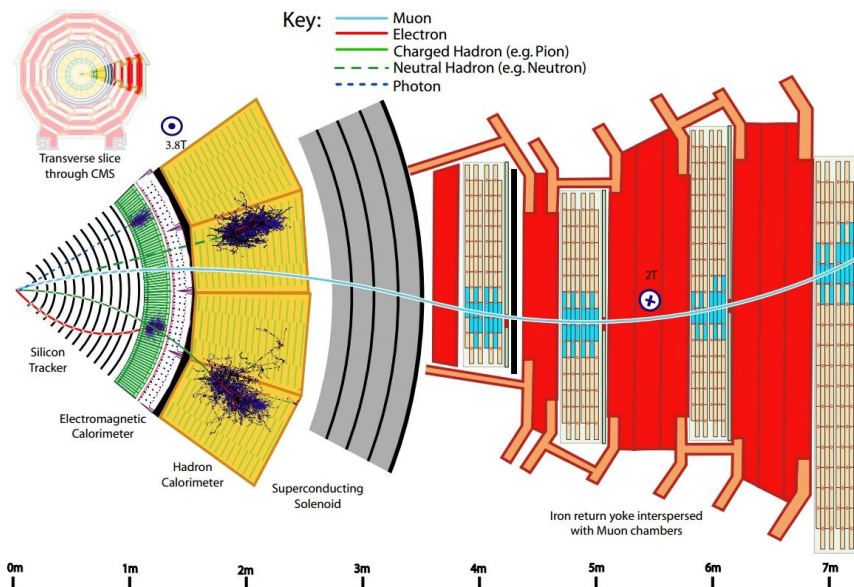 Key:
Muon
Electron
Charged Hadron (e.g. Pion)
Neutral Hadron (e.g. Neutron)
Photon
Transverse slice
through CMS
3.8T
2T
Silicon
Tracker
Electromagnetic
Calorimeter
Hadron
Calorimeter
Superconducting
Solenoid
Iron return yoke interspersed
with Muon chambers
0m
1m
2m
3m
4m
5m
6m
7m